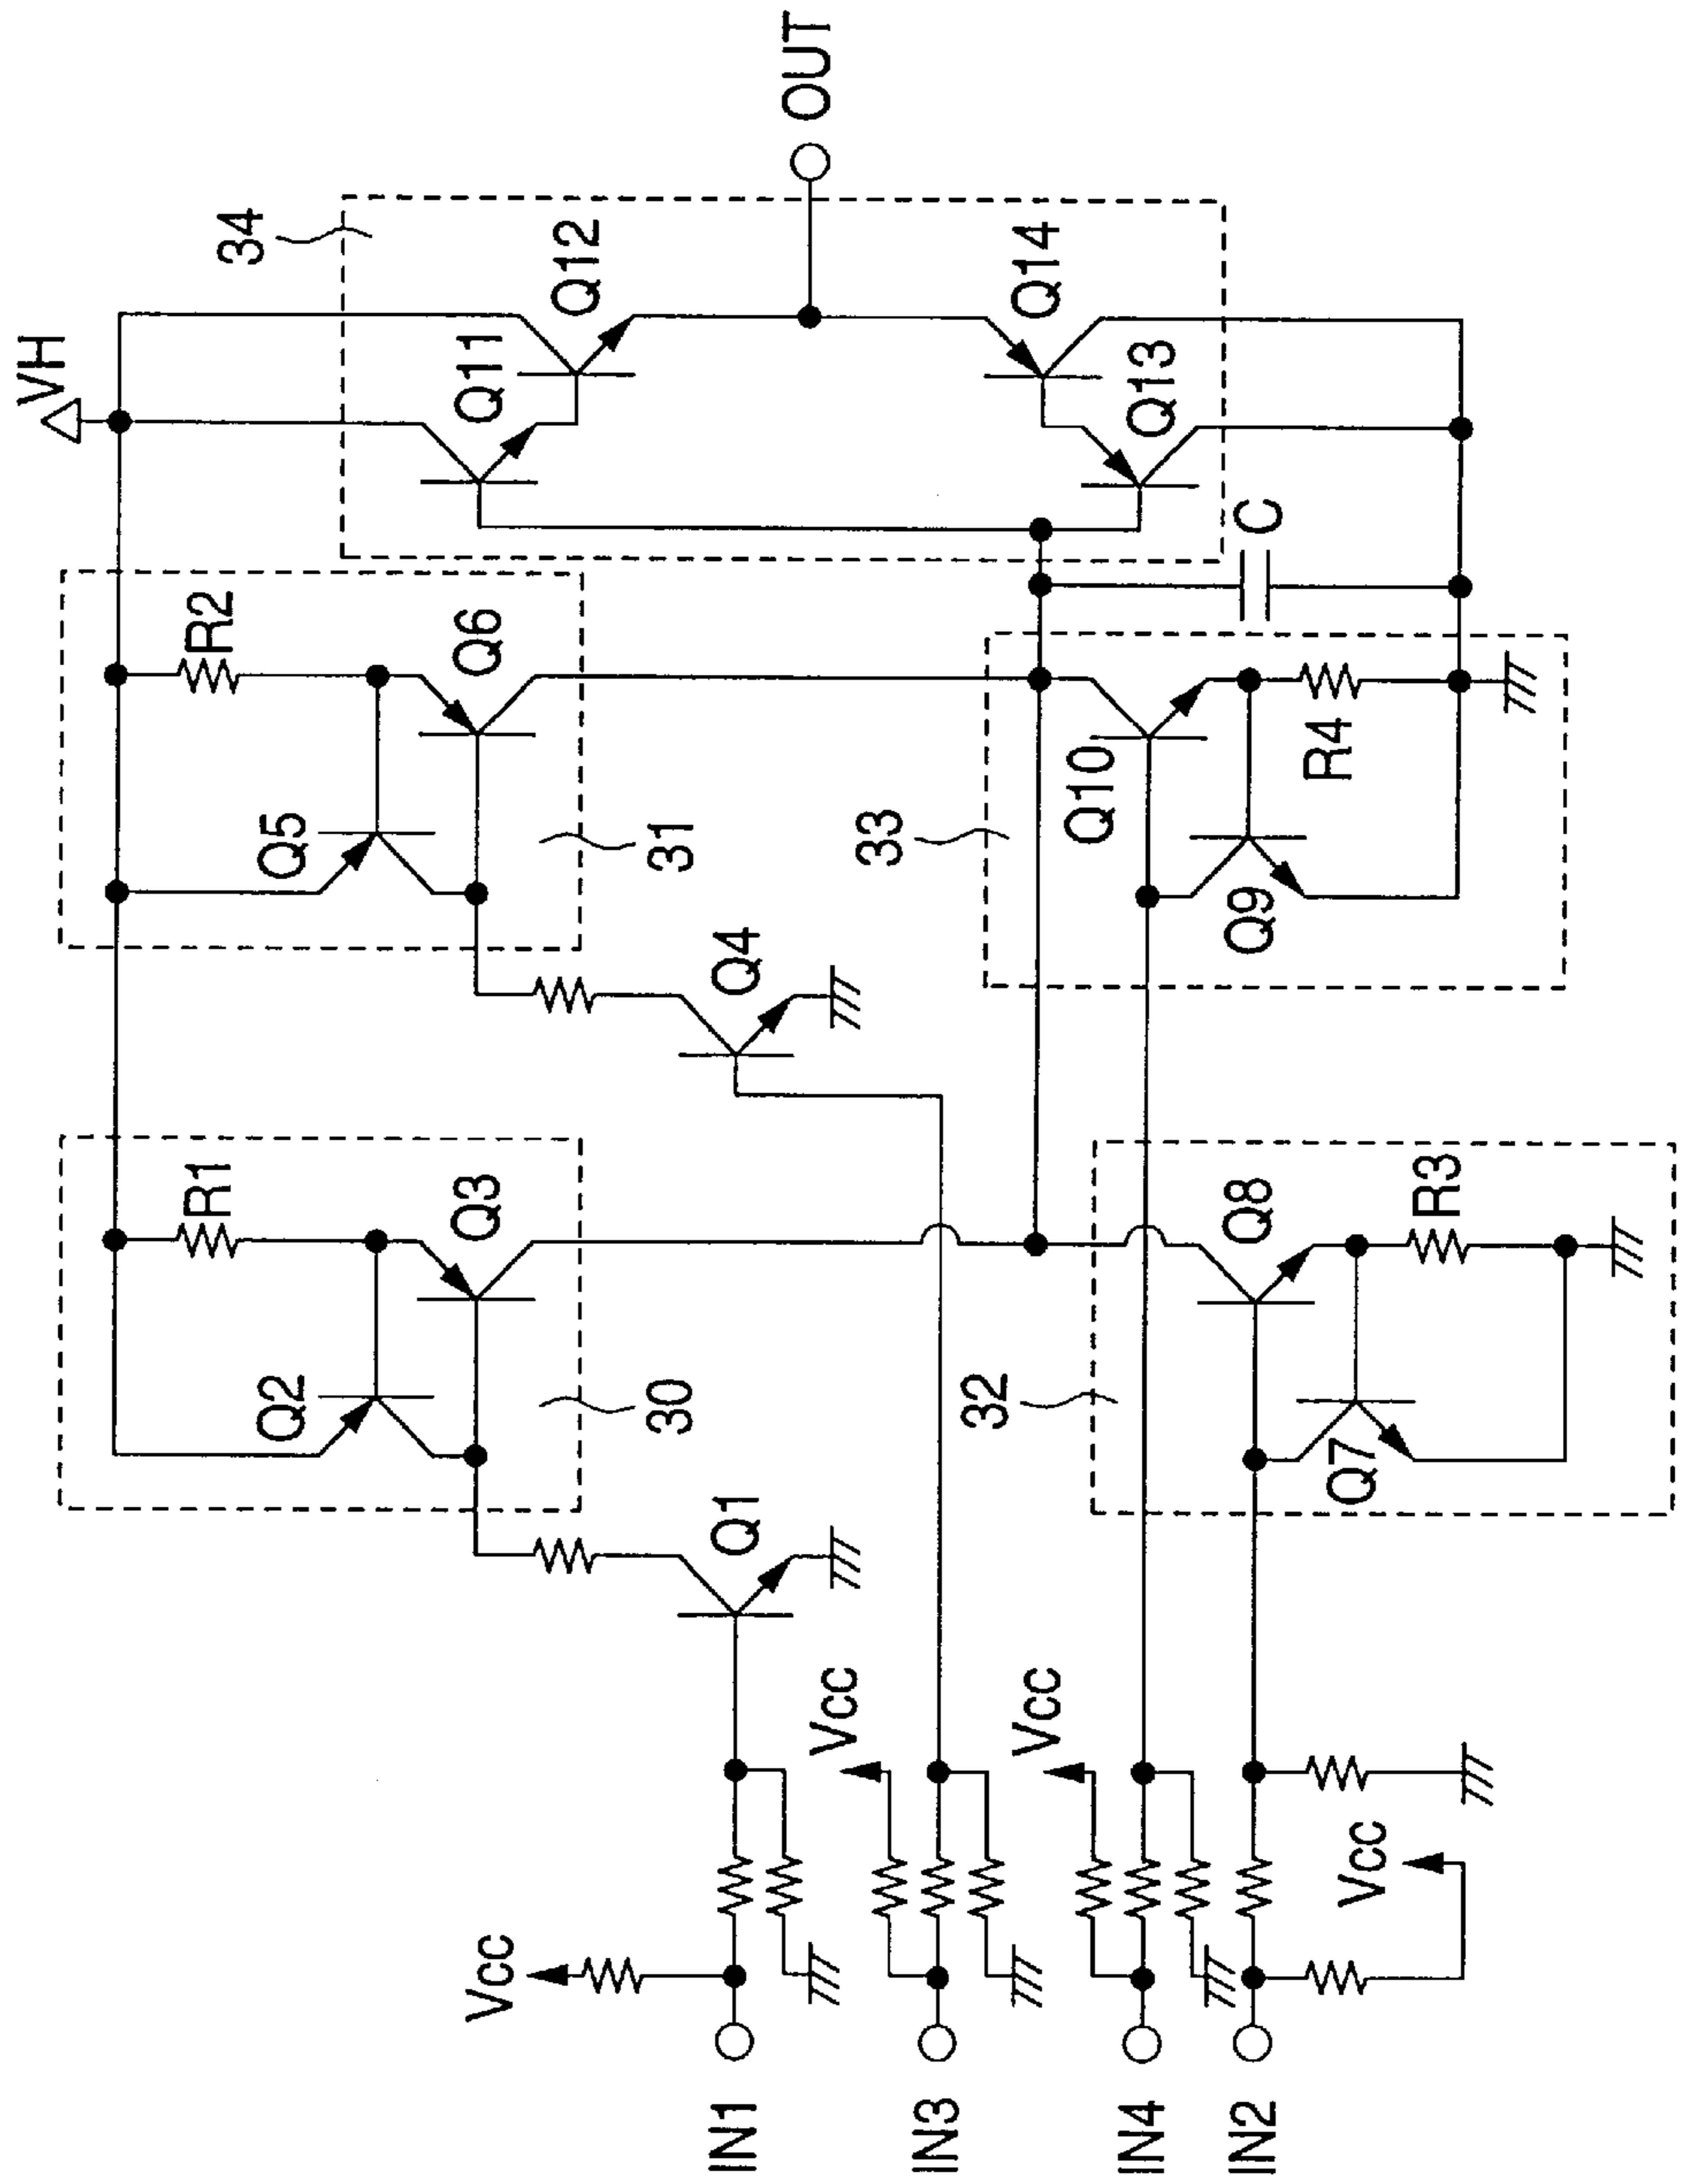 VH
34
OUT
Q11
Q12
Q13
Q14
C
R2
Q6
Q5
31
33
Q10
R4
Q9
Q4
R1
Q3
Q2
30
32
Q8
R3
Q7
Q1
Vcc
Vcc
Vcc
Vcc
IN1
IN3
IN4
IN2